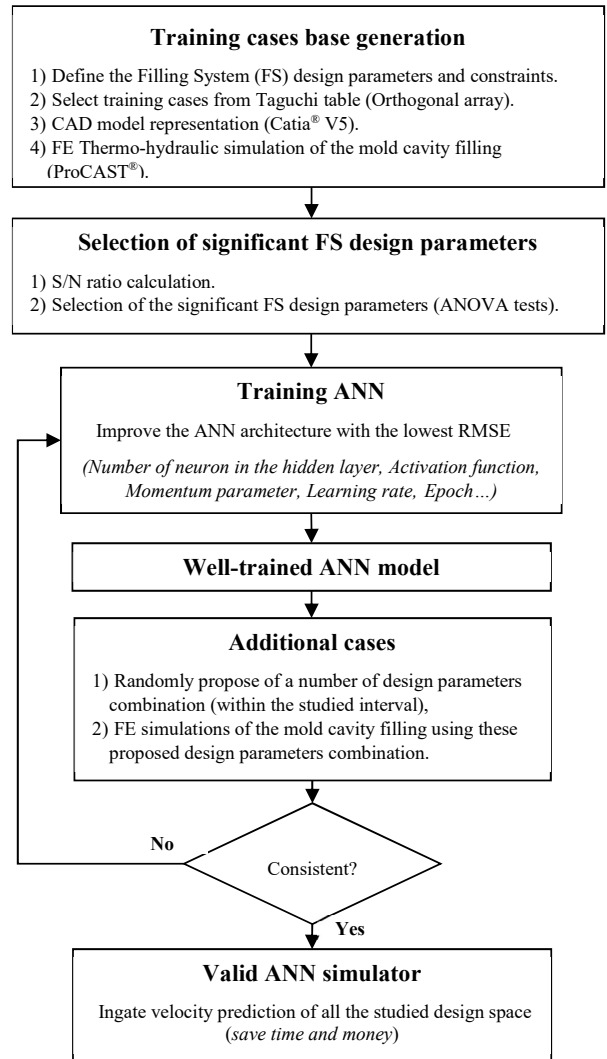 Training cases base generation
1) Define the Filling System (FS) design parameters and constraints.
2) Select training cases from Taguchi table (Orthogonal array).
3) CAD model representation (Catia® V5).
4) FE Thermo-hydraulic simulation of the mold cavity filling
(ProCAST®).
Selection of significant FS design parameters
1) S/N ratio calculation.
2) Selection of the significant FS design parameters (ANOVA tests).
Training ANN
Improve the ANN architecture with the lowest RMSE
(Number of neuron in the hidden layer, Activation function,
Momentum parameter, Learning rate, Epoch…)
Well-trained ANN model
Additional cases
1) Randomly propose of a number of design parameters
combination (within the studied interval),
2) FE simulations of the mold cavity filling using these
proposed design parameters combination.
No
Consistent?
Yes
Valid ANN simulator
Ingate velocity prediction of all the studied design space
(save time and money)